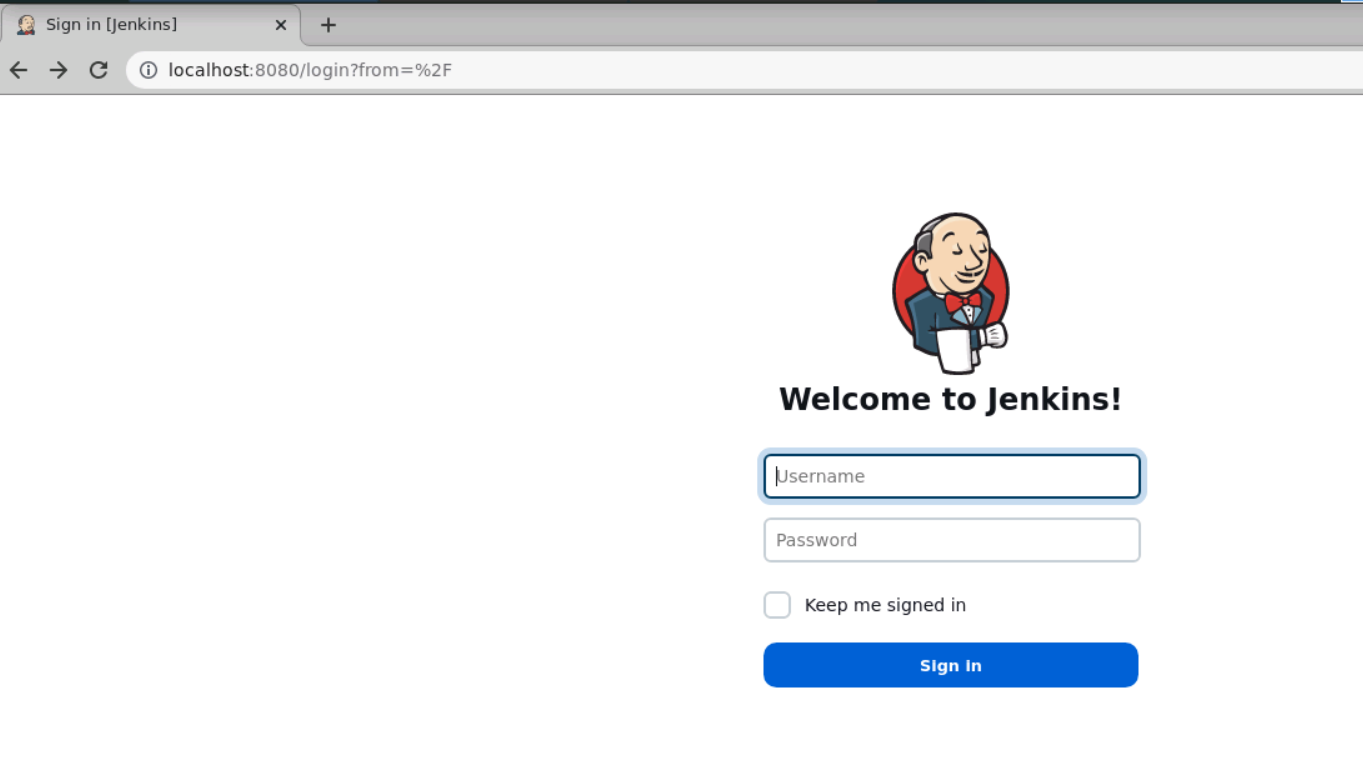 Sign in [Jenkins]
localhost:8080/login?from=%2F
Welcome to Jenkins!
Username
Password
Keep me signed in
Sign in